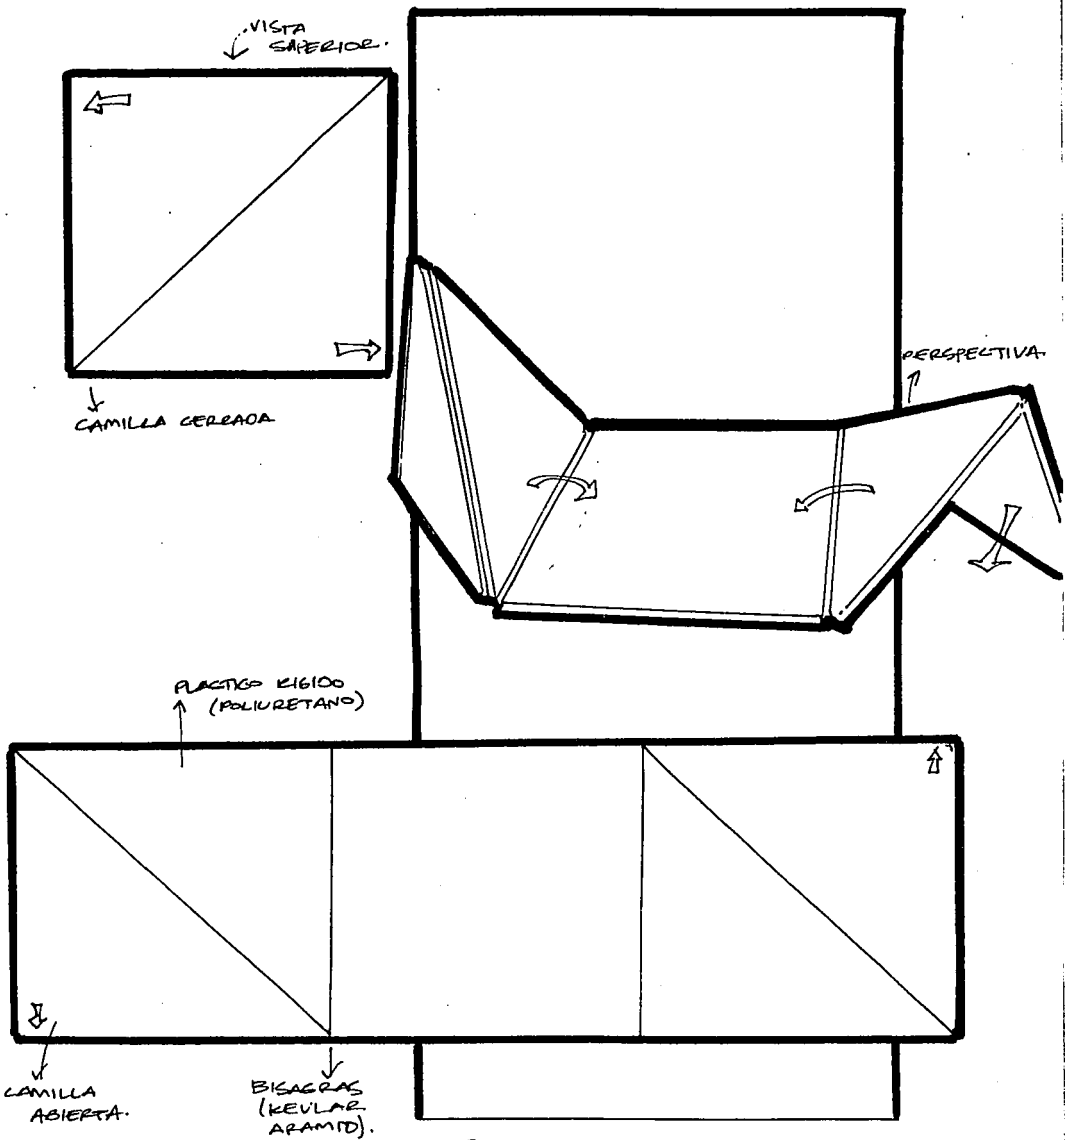 VISTA
SUPERIOR.
CAMILLA CERRADA
PERSPECTIVA.
PLASTICO RIGIDO
(POLIURETANO)
CAMILLA
ABIERTA.
BISAGRAS
(KEVLAR
ARAMID).